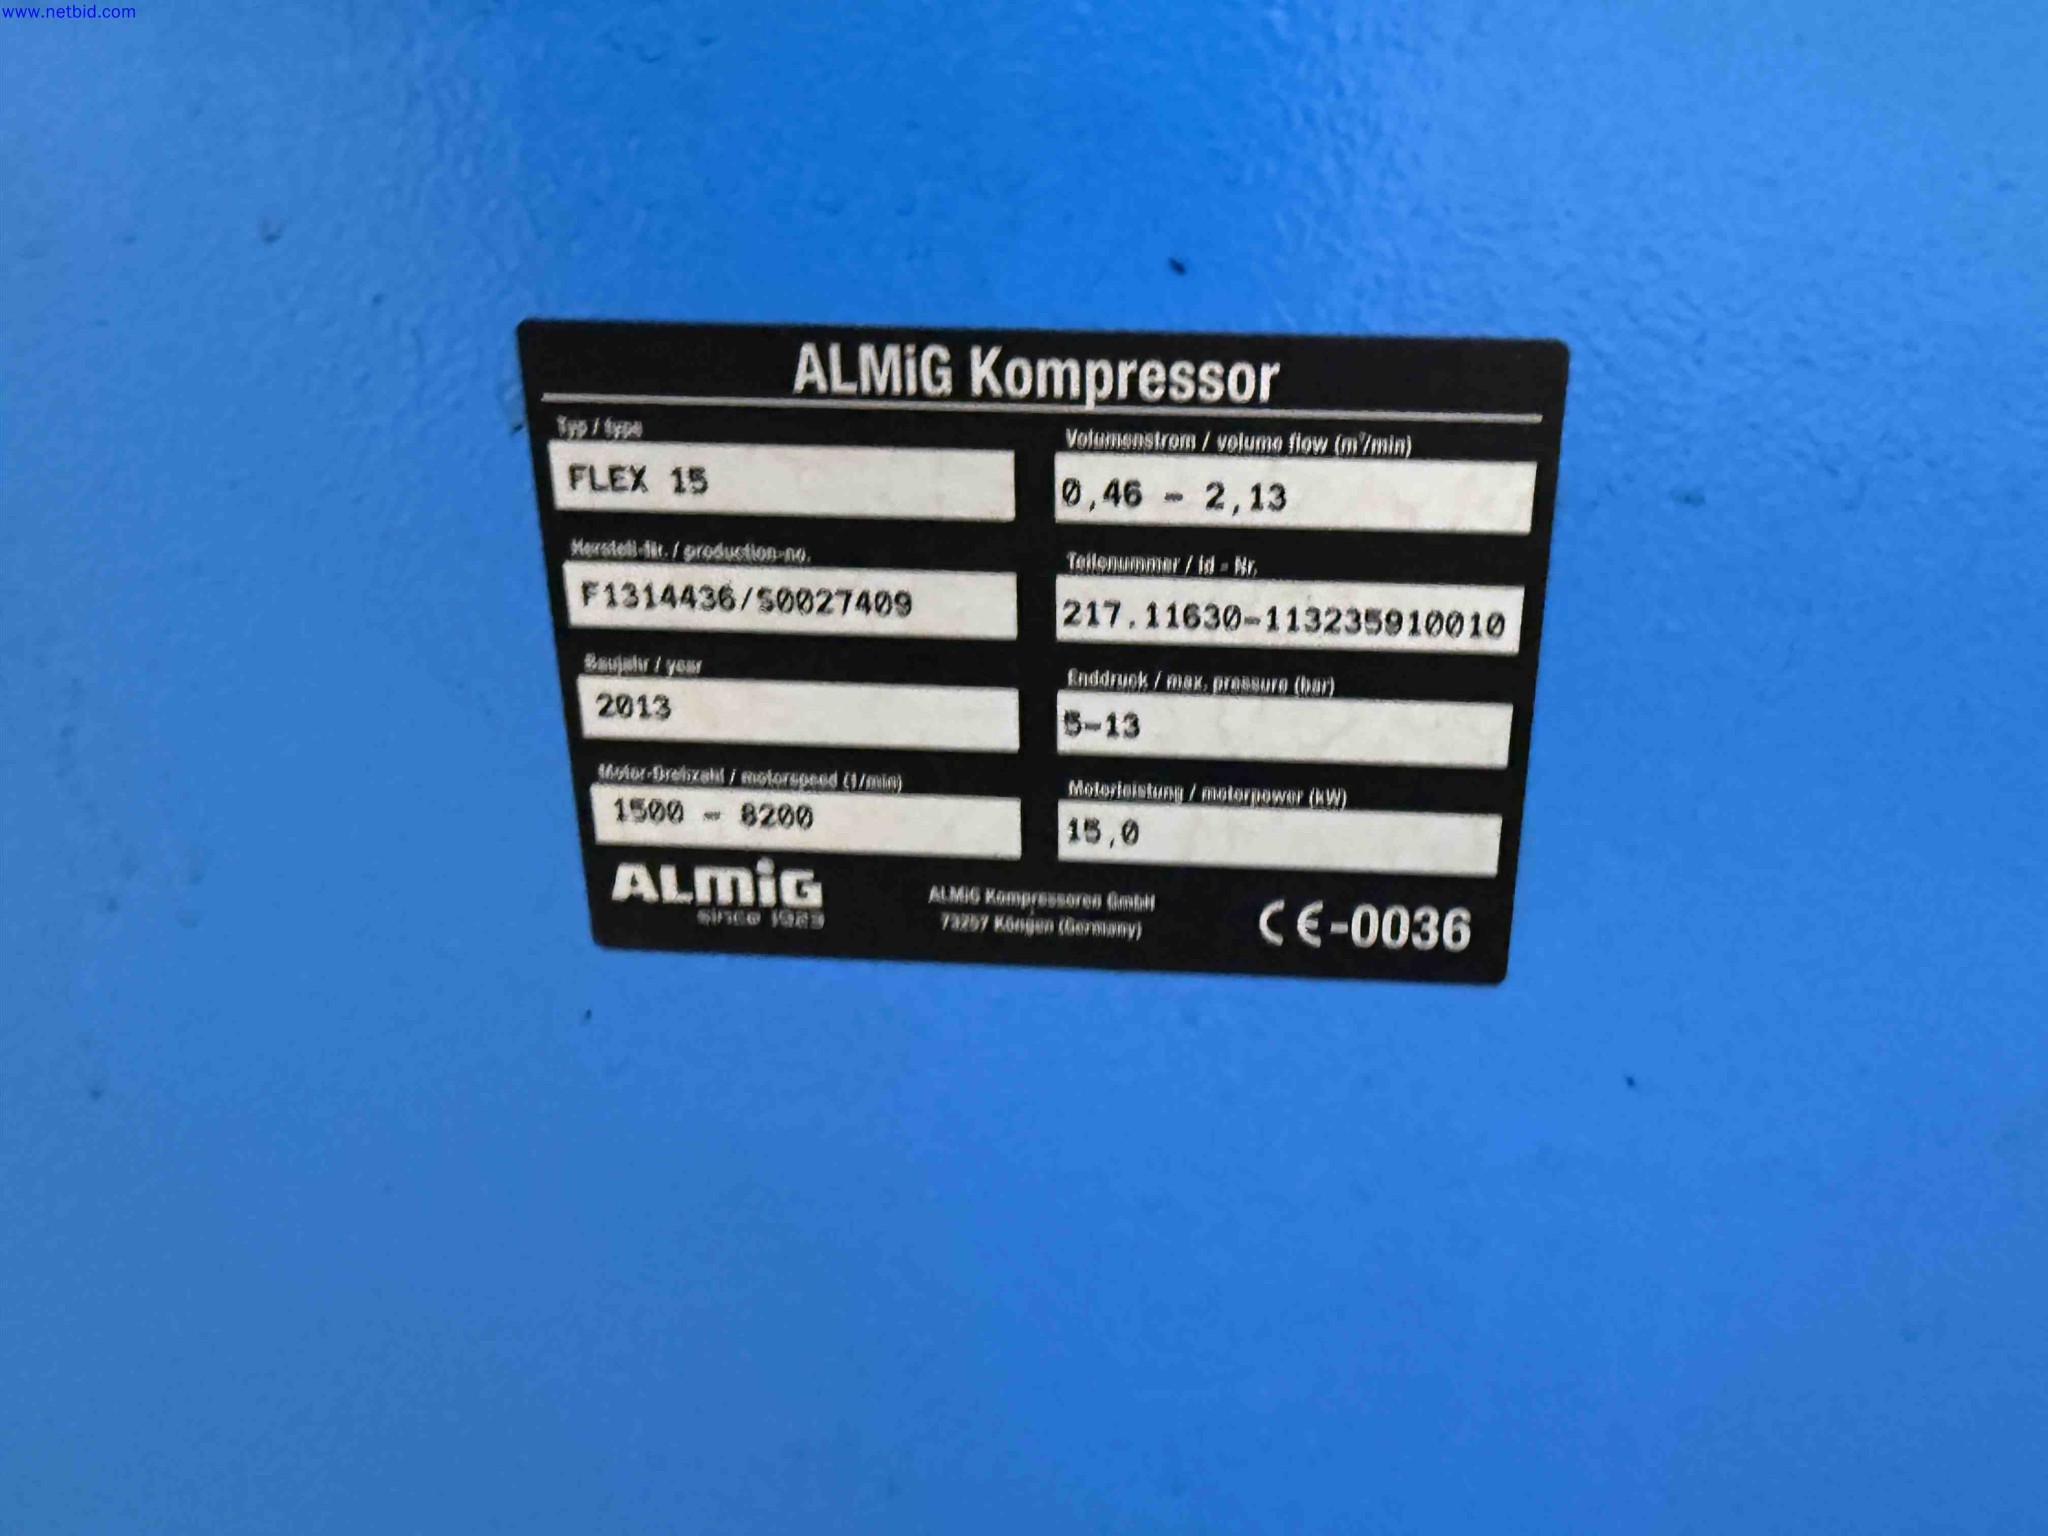 www.netbid.com
ALMiG Kompressor
Typ / type
FLEX 15
Volumenstrom / volume flow (m³/min)
0,46 - 2,13
Herstell-Nr. / production-no.
F1314436/S0027409
Teilenummer / Id - Nr.
217.11630-113235910010
Baujahr / year
2013
Enddruck / max. pressure (bar)
5-13
Motor-Drehzahl / motorspeed (1/min)
1500 - 8200
Motorleistung / motorpower (kW)
15,0
ALMiG
since 1923
ALMiG Kompressoren GmbH
73257 Köngen (Germany)
CE-0036